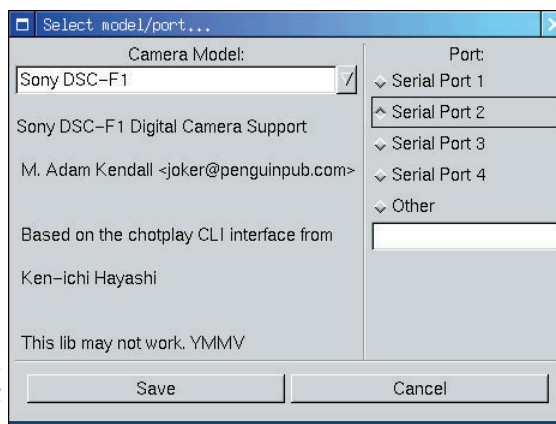 Select model/port...
Camera Model:
Sony DSC-F1
Sony DSC-F1 Digital Camera Support
M. Adam Kendall <joker@penguinpub.com>
Based on the chotplay CLI interface from
Ken-ichi Hayashi
This lib may not work. YMMV
Port:
Serial Port 1
Serial Port 2
Serial Port 3
Serial Port 4
Other
Save
Cancel